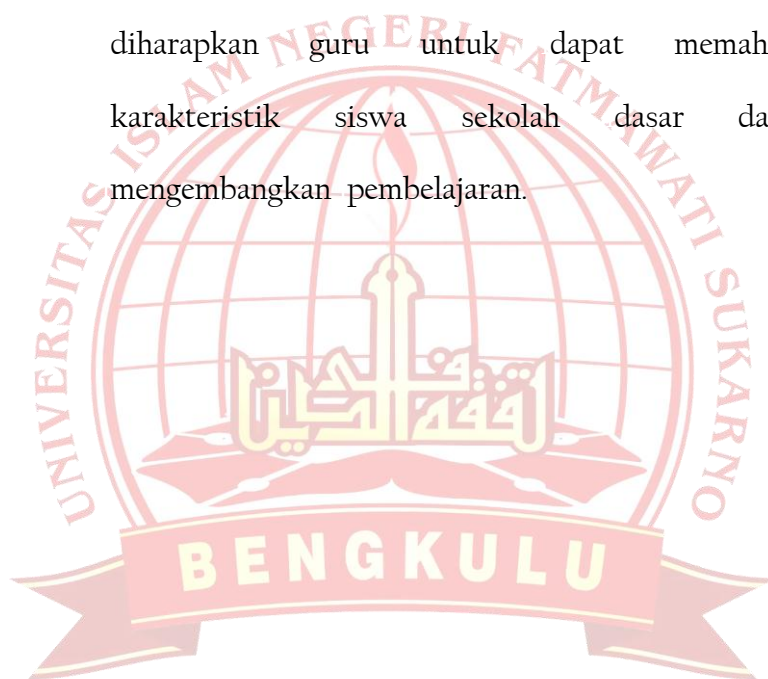 diharapkan guru untuk dapat memah
karakteristik siswa sekolah dasar da
mengembangkan pembelajaran.
UNIVERSITAS ISLAM NEGERI FATMAWATI SUKARNO
BENGKULU